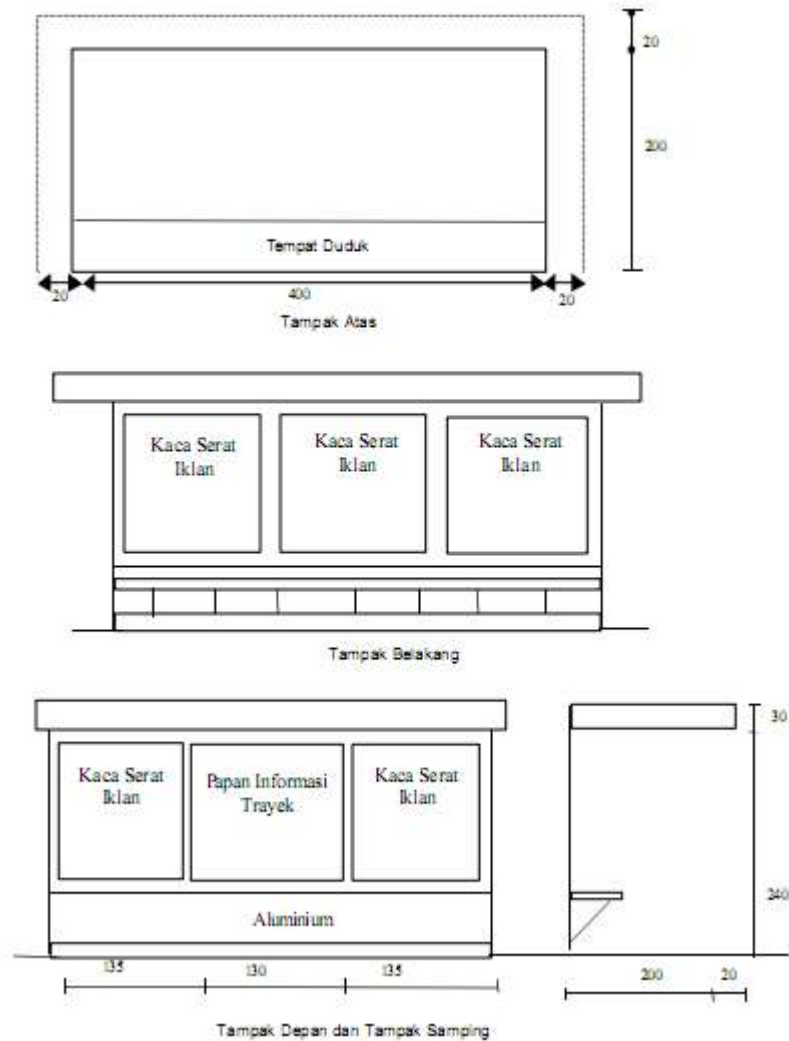 20
200
Tempat Duduk
20
400
20
Tampak Atas
Kaca Serat
Iklan
Kaca Serat
Iklan
Kaca Serat
Iklan
Tampak Belakang
Kaca Serat
Iklan
Papan Informasi
Trayek
Kaca Serat
Iklan
30
240
Aluminium
135
130
135
200
20
Tampak Depan dan Tampak Samping